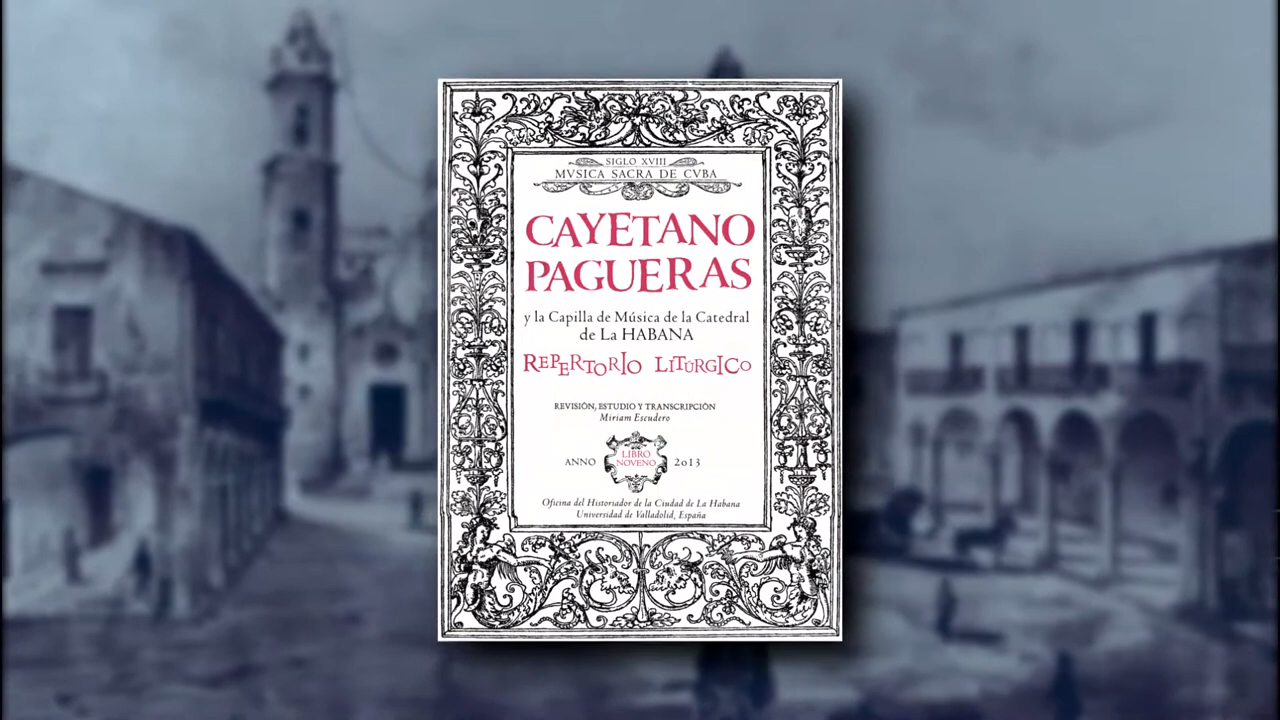 SIGLO XVIII
MVSICA SACRA DE CVBA
CAYETANO
PAGUERAS
y la Capilla de Música de la Catedral
de La HABANA
REPERTORIO LITÚRGICO
REVISIÓN, ESTUDIO Y TRANSCRIPCIÓN
Miriam Escudero
ANNO LIBRO NOVENO 2013
Oficina del Historiador de la Ciudad de La Habana
Universidad de Valladolid, España